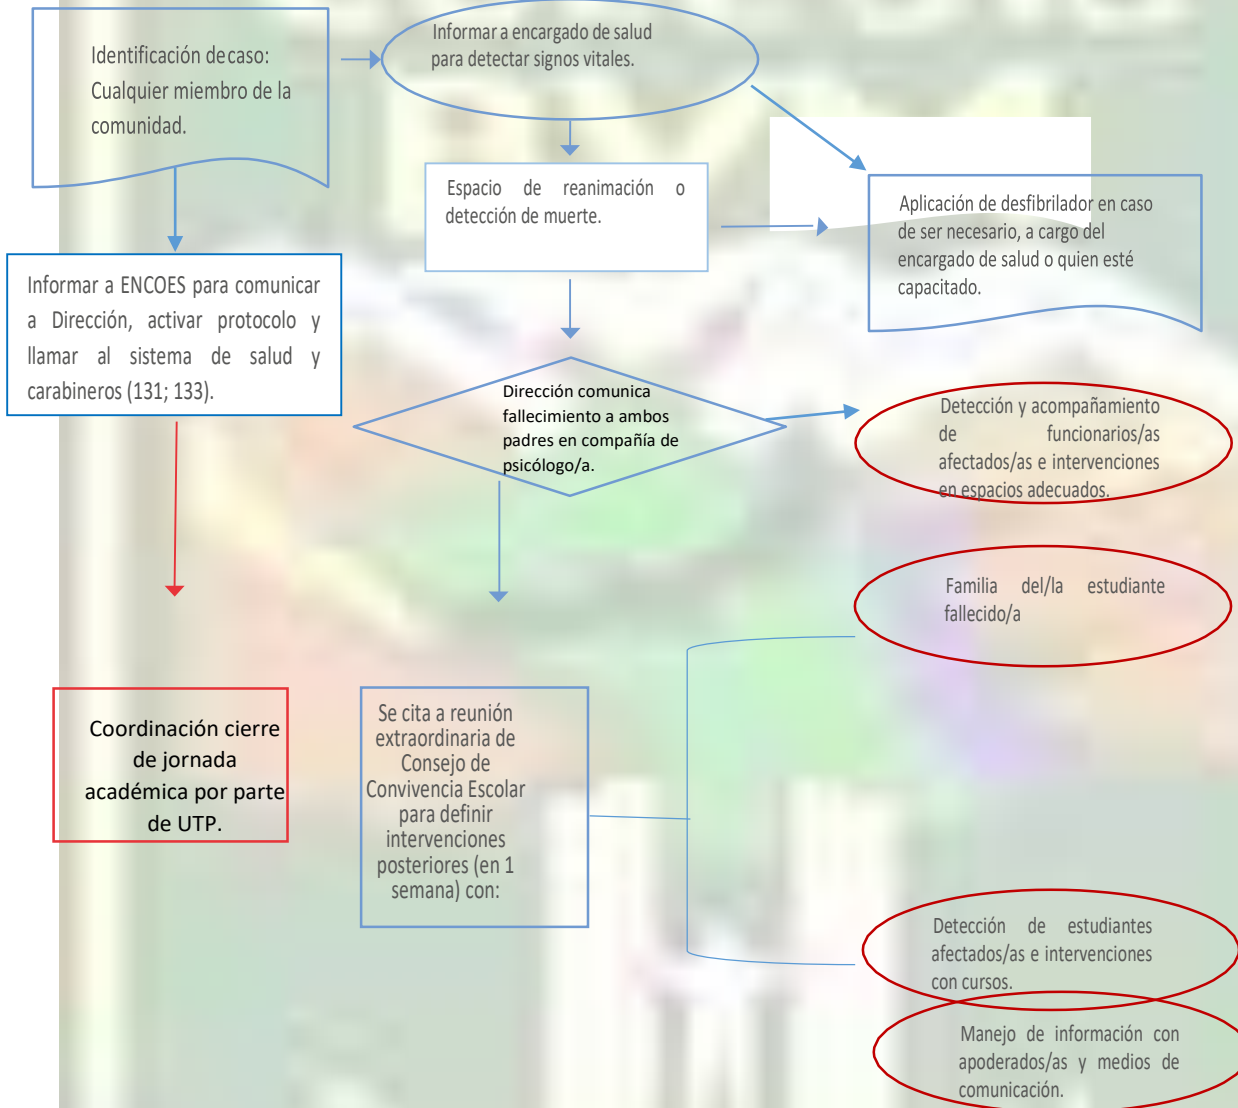 Identificación decaso:
Cualquier miembro de la
comunidad.
Informar a encargado de salud
para detectar signos vitales.
Espacio de reanimación o
detección de muerte.
Aplicación de desfibrilador en caso
de ser necesario, a cargo del
encargado de salud o quien esté
capacitado.
Informar a ENCOES para comunicar
a Dirección, activar protocolo y
llamar al sistema de salud y
carabineros (131; 133).
Dirección comunica
fallecimiento a ambos
padres en compañía de
psicólogo/a.
Detección y acompañamiento
de funcionarios/as
afectados/as e intervenciones
en espacios adecuados.
Familia del/la estudiante
fallecido/a
Coordinación cierre
de jornada
académica por parte
de UTP.
Se cita a reunión
extraordinaria de
Consejo de
Convivencia Escolar
para definir
intervenciones
posteriores (en 1
semana) con:
Detección de estudiantes
afectados/as e intervenciones
con cursos.
Manejo de información con
apoderados/as y medios de
comunicación.